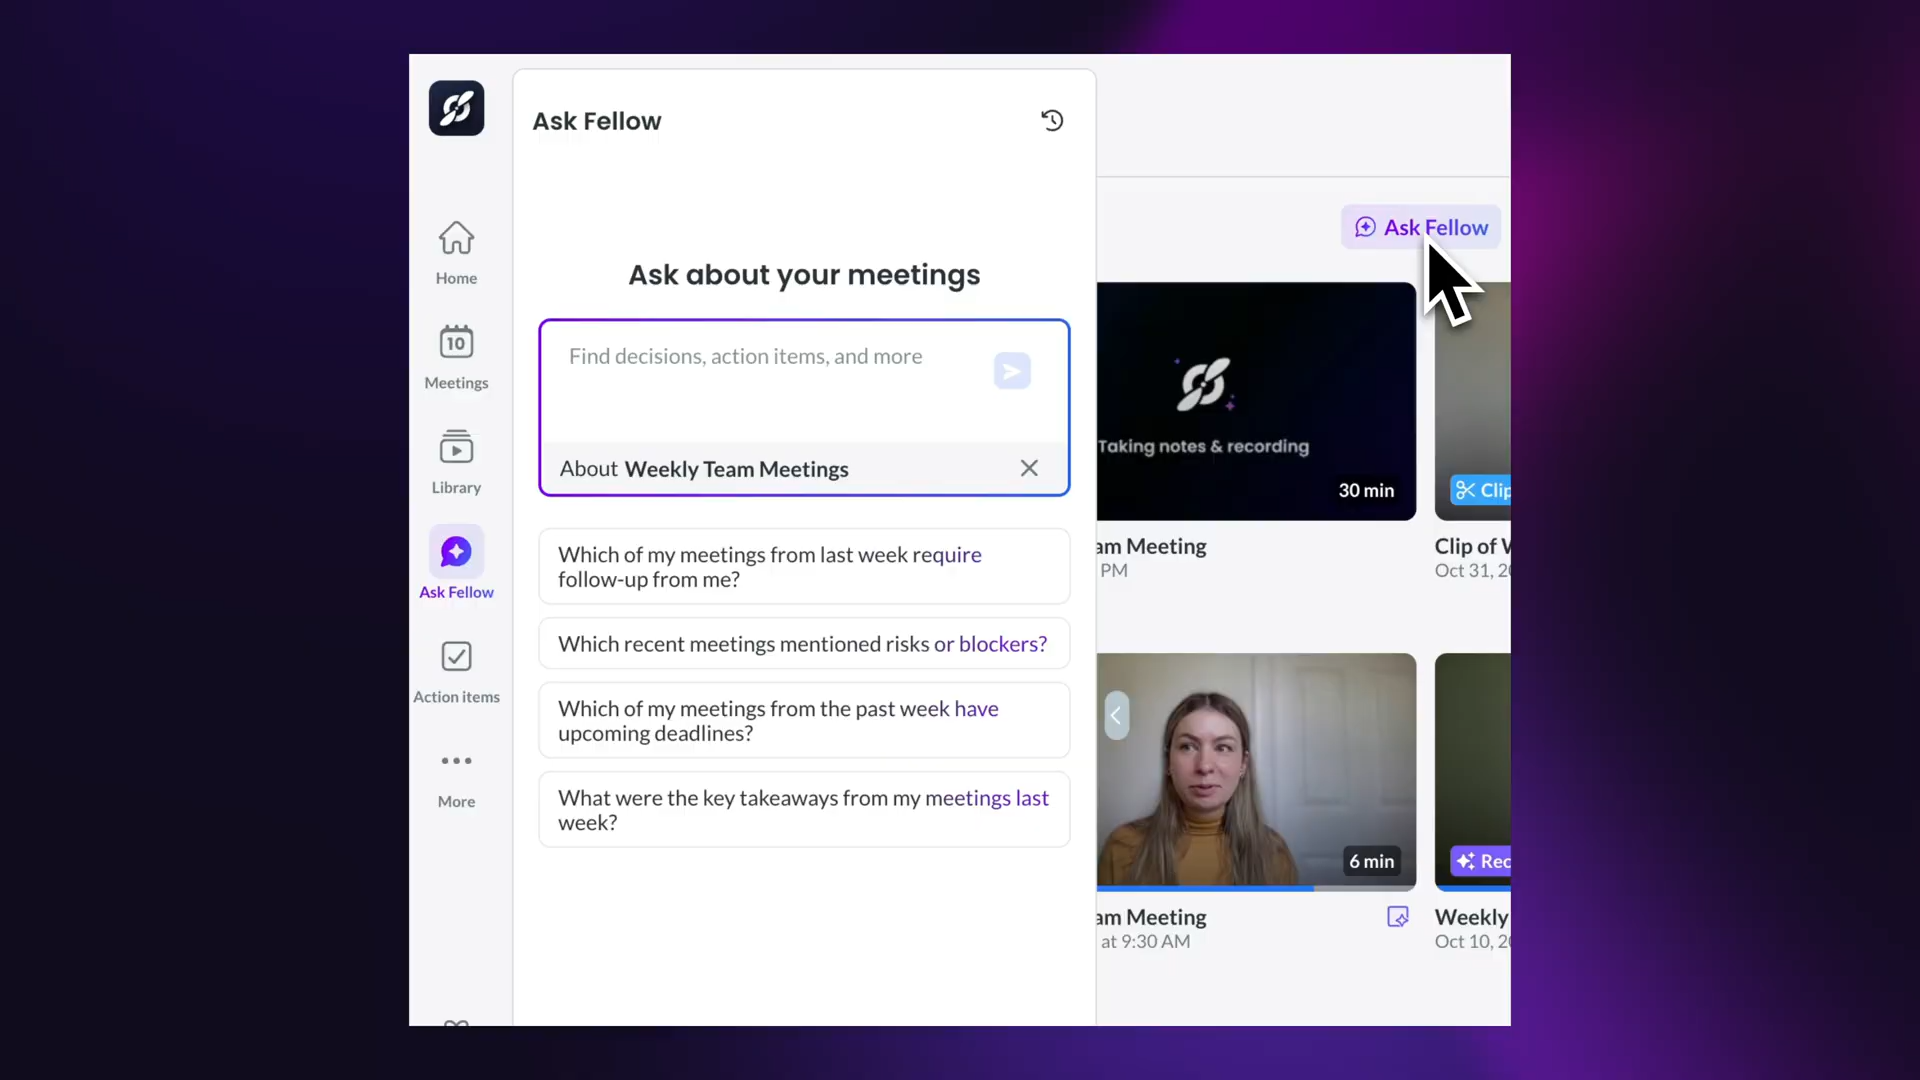 Ask Fellow
Home
10
Meetings
Library
Ask Fellow
Action items
More
Ask about your meetings
Find decisions, action items, and more
About Weekly Team Meetings
Which of my meetings from last week require
follow-up from me?
Which recent meetings mentioned risks or blockers?
Which of my meetings from the past week have
upcoming deadlines?
What were the key takeaways from my meetings last
week?
Ask Fellow
Taking notes & recording
30 min
Clip
am Meeting
PM
Clip of W
Oct 31, 2
6 min
Rec
am Meeting
at 9:30 AM
Weekly
Oct 10, 2